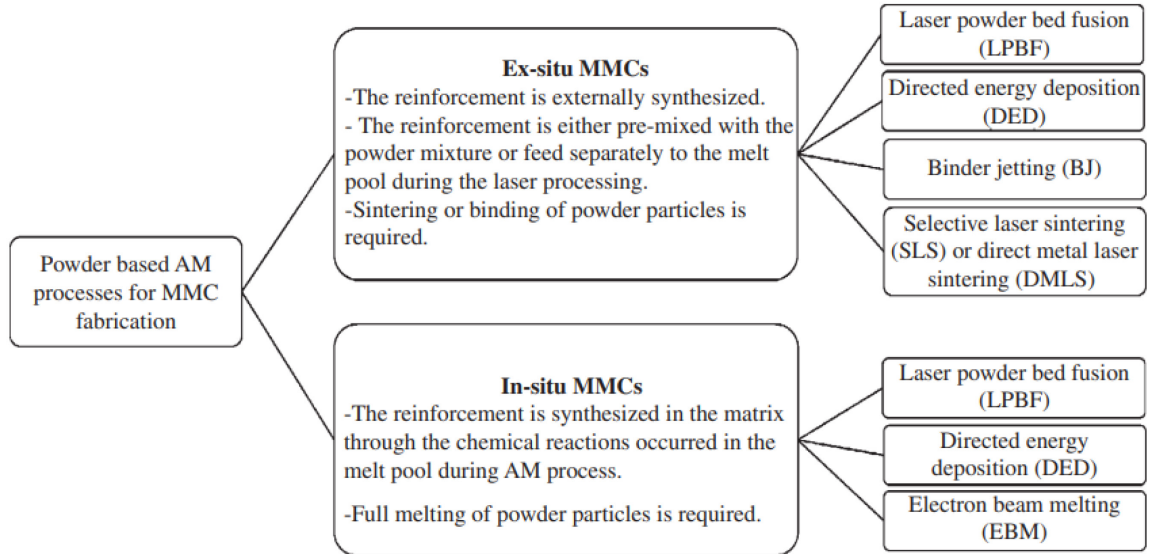 Powder based AM
processes for MMC
fabrication
Ex-situ MMCs
-The reinforcement is externally synthesized.
- The reinforcement is either pre-mixed with the
powder mixture or feed separately to the melt
pool during the laser processing.
-Sintering or binding of powder particles is
required.
Laser powder bed fusion
(LPBF)
Directed energy deposition
(DED)
Binder jetting (BJ)
Selective laser sintering
(SLS) or direct metal laser
sintering (DMLS)
In-situ MMCs
-The reinforcement is synthesized in the matrix
through the chemical reactions occurred in the
melt pool during AM process.
-Full melting of powder particles is required.
Laser powder bed fusion
(LPBF)
Directed energy
deposition (DED)
Electron beam melting
(EBM)